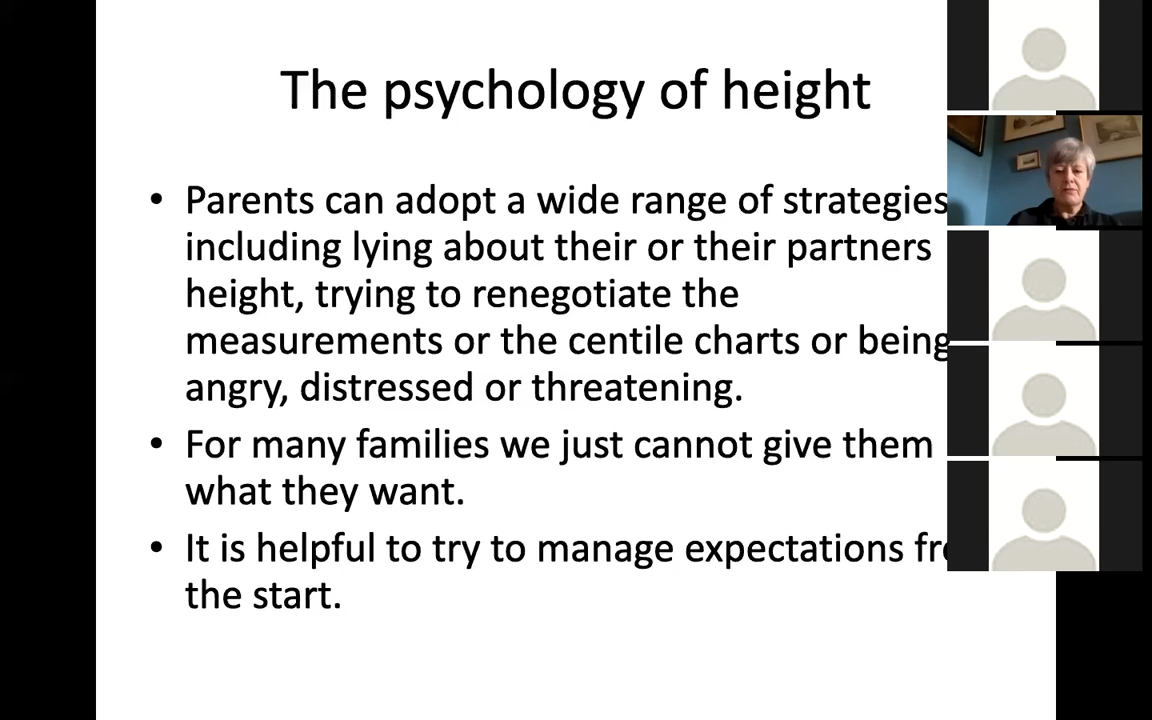 The psychology of height
• Parents can adopt a wide range of strategies
including lying about their or their partners
height, trying to renegotiate the
measurements or the centile charts or being
angry, distressed or threatening.
• For many families we just cannot give them
what they want.
• It is helpful to try to manage expectations
the start.